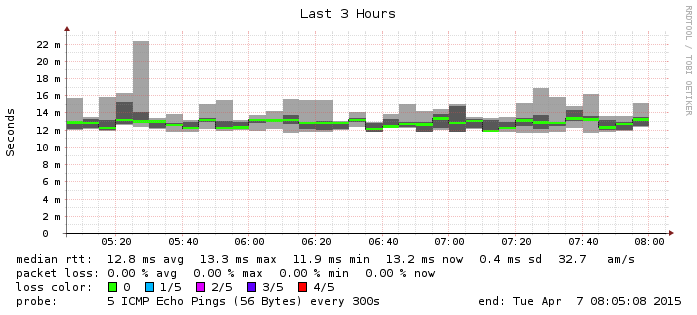 Last 3 Hours
RRDTOOL / TOBI OETIKER
Seconds
22 m
20 m
18 m
16 m
14 m
12 m
10 m
8 m
6 m
4 m
2 m
0
05:20 05:40 06:00 06:20 06:40 07:00 07:20 07:40 08:00
median rtt: 12.8 ms avg 13.3 ms max 11.9 ms min 13.2 ms now 0.4 ms sd 32.7 am/s
packet loss: 0.00 % avg 0.00 % max 0.00 % min 0.00 % now
loss color: 0 1/5 2/5 3/5 4/5
probe: 5 ICMP Echo Pings (56 Bytes) every 300s end: Tue Apr 7 08:05:08 2015